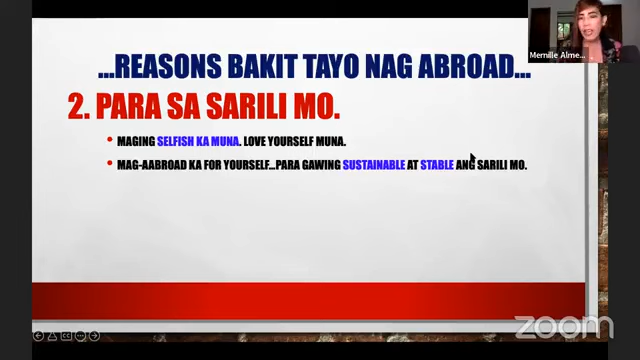 Mernille Alme...
...REASONS BAKIT TAYO NAG ABROAD...
2. PARA SA SARILI MO.
• MAGING SELFISH KA MUNA. LOVE YOURSELF MUNA.
• MAG-AABROAD KA FOR YOURSELF...PARA GAWING SUSTAINABLE AT STABLE ANG SARILI MO.
zoom